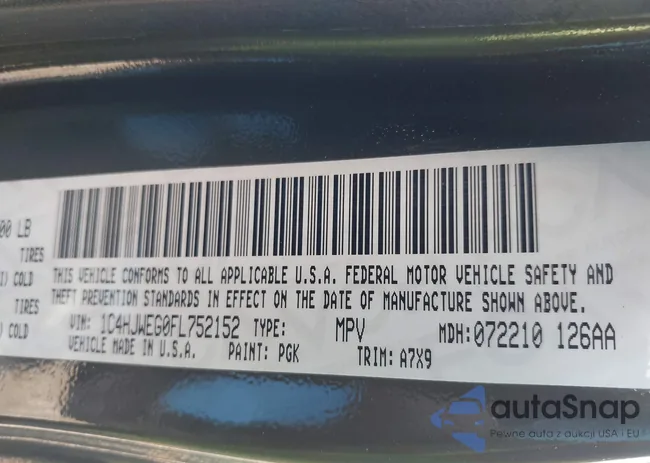 00 LB
TIRES
) COLD
TIRES
) COLD
THIS VEHICLE CONFORMS TO ALL APPLICABLE U.S.A. FEDERAL MOTOR VEHICLE SAFETY AND
THEFT PREVENTION STANDARDS IN EFFECT ON THE DATE OF MANUFACTURE SHOWN ABOVE.
VIN: 1C4HJWEG0FL752152 TYPE: MPV MDH: 072210 126AA
VEHICLE MADE IN U.S.A. PAINT: PGK TRIM: A7X9
autaSnap
Pewne auta z aukcji USA i EU